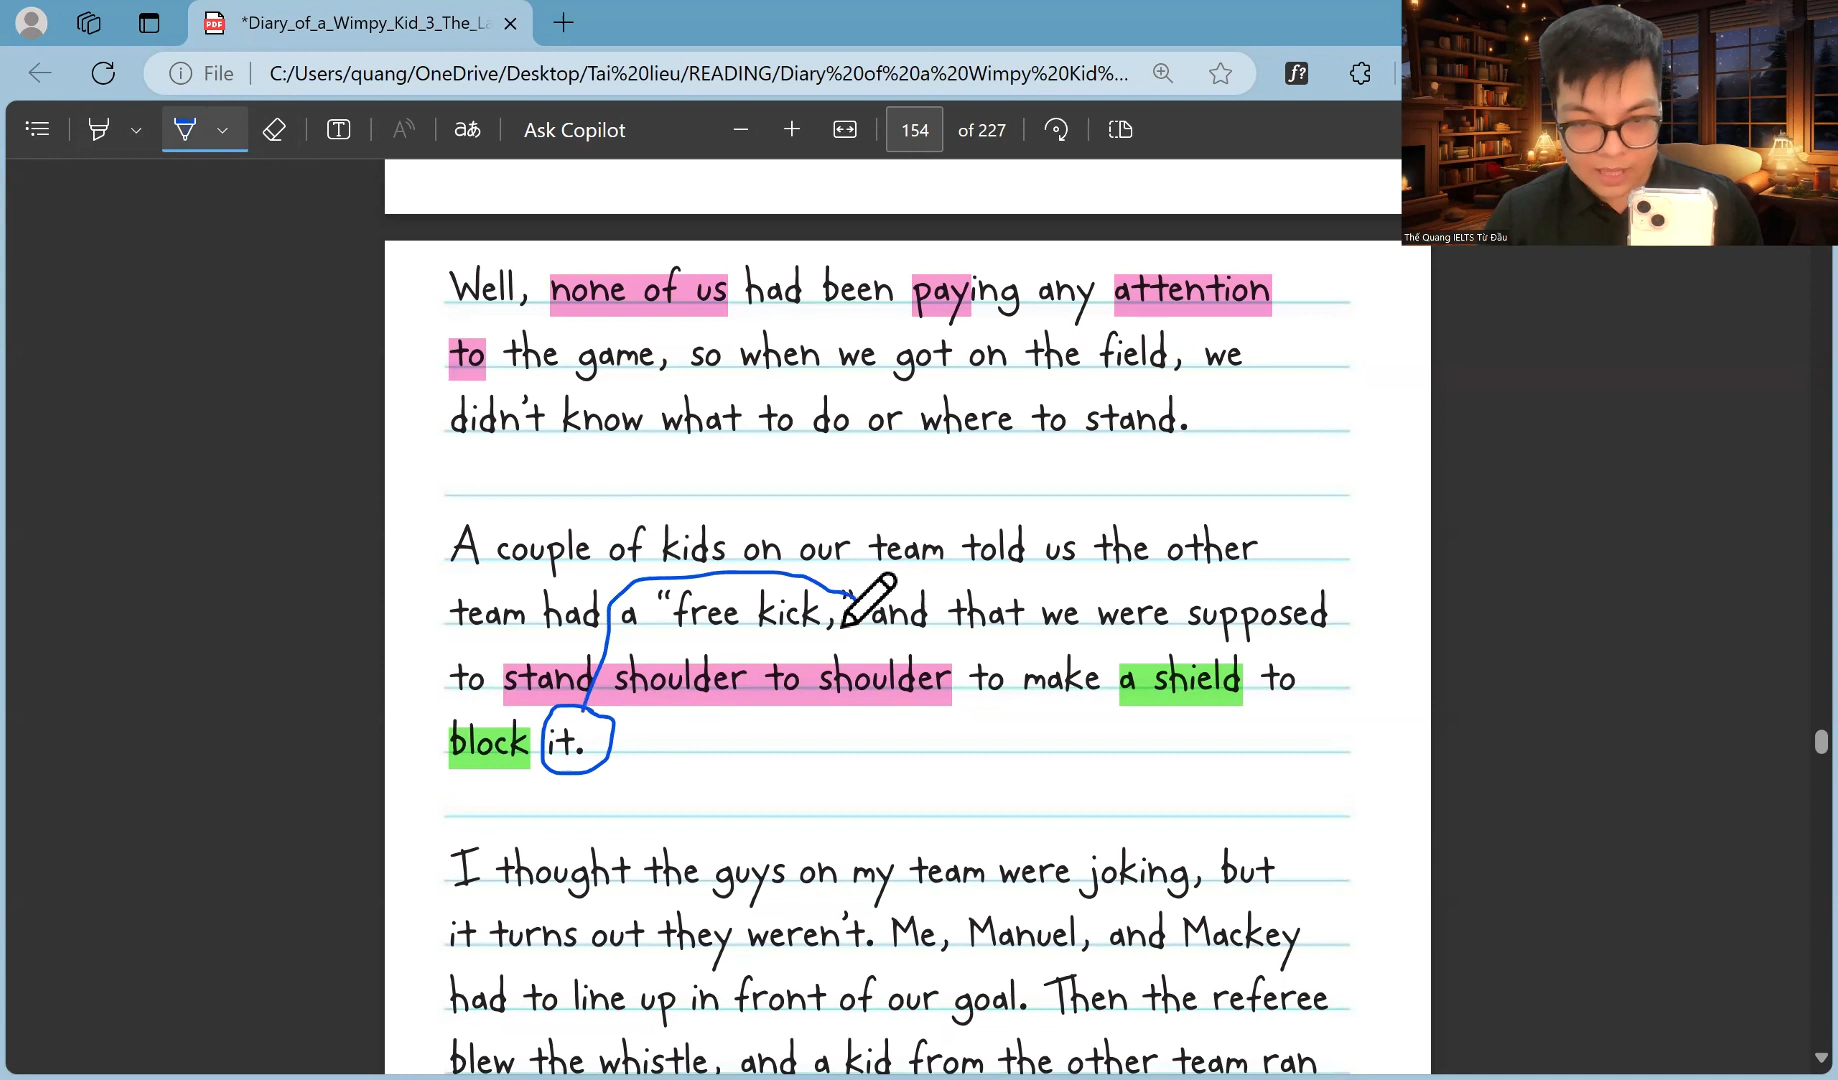 *Diary_of_a_Wimpy_Kid_3_The_La
File
C:/Users/quang/OneDrive/Desktop/Tai%20lieu/READING/Diary%20of%20a%20Wimpy%20Kid%...
Ask Copilot
154 of 227
Thế Quang IELTS Từ Đầu
Well, none of us had been paying any attention
to the game, so when we got on the field, we
didn't know what to do or where to stand.
A couple of kids on our team told us the other
team had a "free kick," and that we were supposed
to stand shoulder to shoulder to make a shield to
block it.
I thought the guys on my team were joking, but
it turns out they weren't. Me, Manuel, and Mackey
had to line up in front of our goal. Then the referee
blew the whistle, and a kid from the other team ran